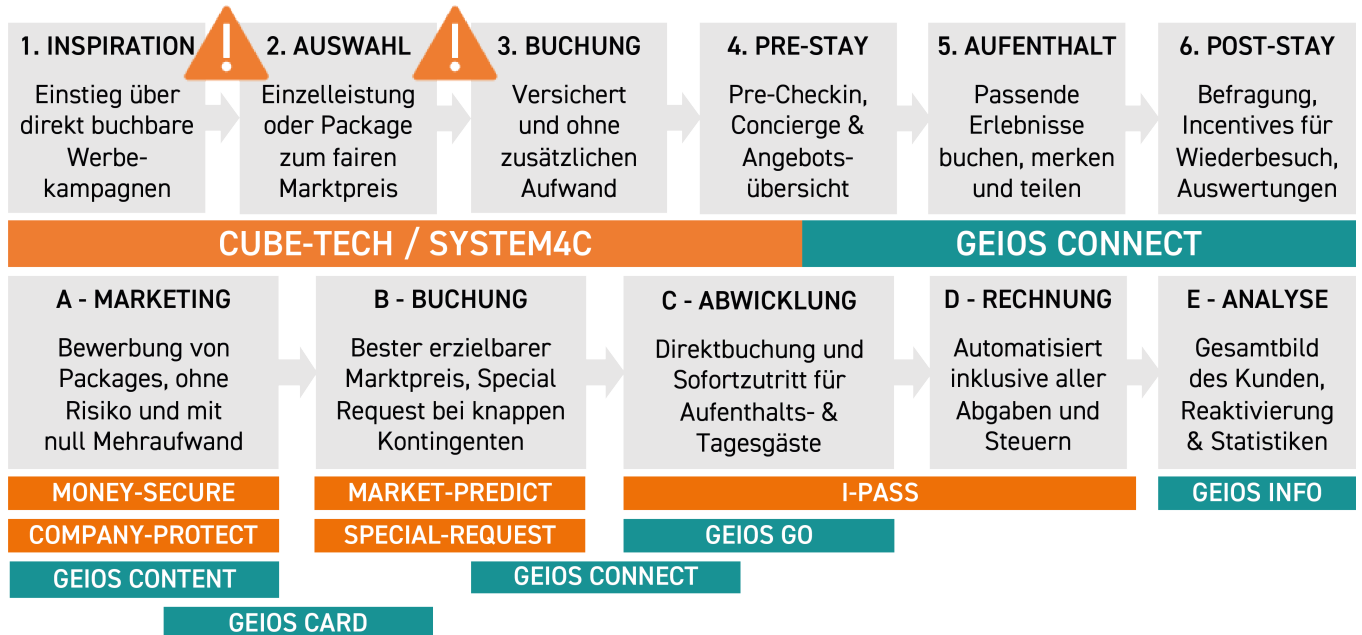 1. INSPIRATION
Einstieg über
direkt buchbare
Werbe-
kampagnen
!
2. AUSWAHL
Einzelleistung
oder Package
zum fairen
Marktpreis
!
3. BUCHUNG
Versichert
und ohne
zusätzlichen
Aufwand
4. PRE-STAY
Pre-Checkin,
Concierge &
Angebots-
übersicht
5. AUFENTHALT
Passende
Erlebnisse
buchen, merken
und teilen
6. POST-STAY
Befragung,
Incentives für
Wiederbesuch,
Auswertungen
CUBE-TECH / SYSTEM4C
GEIOS CONNECT
A - MARKETING
Bewerbung von
Packages, ohne
Risiko und mit
null Mehraufwand
B - BUCHUNG
Bester erzielbarer
Marktpreis, Special
Request bei knappen
Kontingenten
C - ABWICKLUNG
Direktbuchung und
Sofortzutritt für
Aufenthalts- &
Tagesgäste
D - RECHNUNG
Automatisiert
inklusive aller
Abgaben und
Steuern
E - ANALYSE
Gesamtbild
des Kunden,
Reaktivierung
& Statistiken
MONEY-SECURE
MARKET-PREDICT
I-PASS
GEIOS INFO
COMPANY-PROTECT
SPECIAL-REQUEST
GEIOS GO
GEIOS CONTENT
GEIOS CONNECT
GEIOS CARD